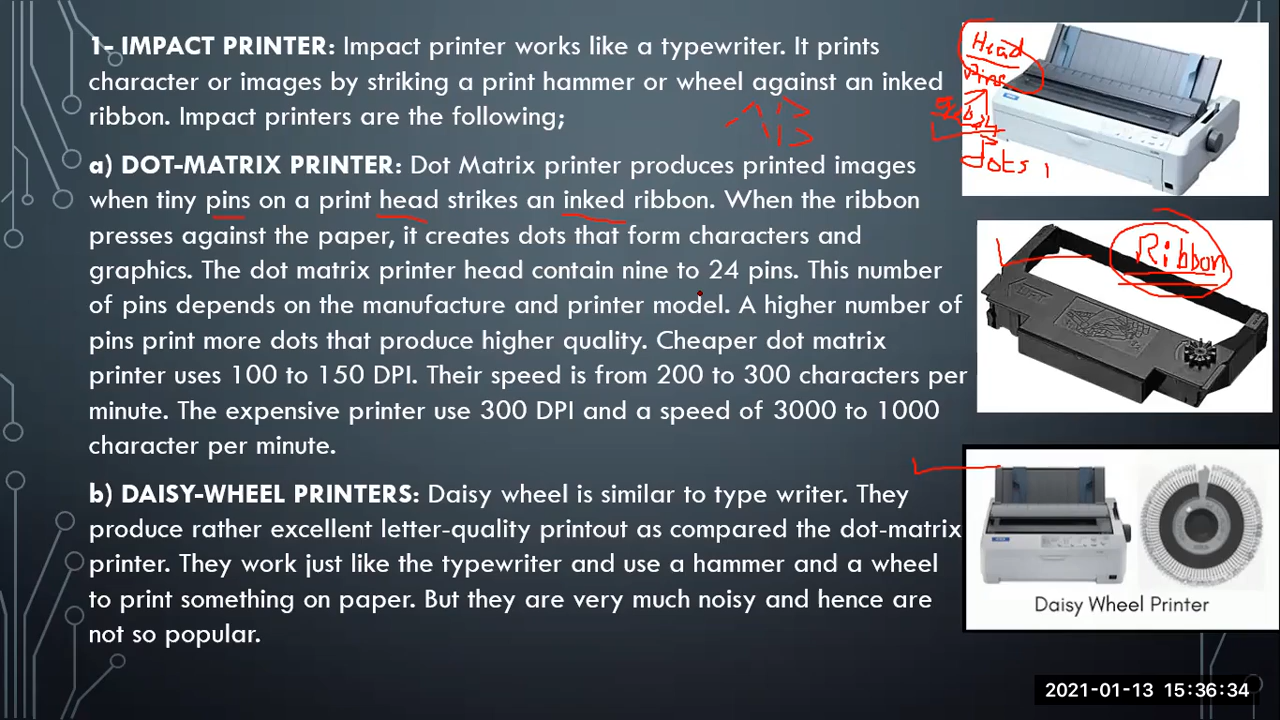 1- IMPACT PRINTER: Impact printer works like a typewriter. It prints
character or images by striking a print hammer or wheel against an inked
ribbon. Impact printers are the following;
a) DOT-MATRIX PRINTER: Dot Matrix printer produces printed images
when tiny pins on a print head strikes an inked ribbon. When the ribbon
presses against the paper, it creates dots that form characters and
graphics. The dot matrix printer head contain nine to 24 pins. This number
of pins depends on the manufacture and printer model. A higher number of
pins print more dots that produce higher quality. Cheaper dot matrix
printer uses 100 to 150 DPI. Their speed is from 200 to 300 characters per
minute. The expensive printer use 300 DPI and a speed of 3000 to 1000
character per minute.
b) DAISY-WHEEL PRINTERS: Daisy wheel is similar to type writer. They
produce rather excellent letter-quality printout as compared the dot-matrix
printer. They work just like the typewriter and use a hammer and a wheel
to print something on paper. But they are very much noisy and hence are
not so popular.
Head
Pins
dots
Ribbon
Daisy Wheel Printer
2021-01-13 15:36:34